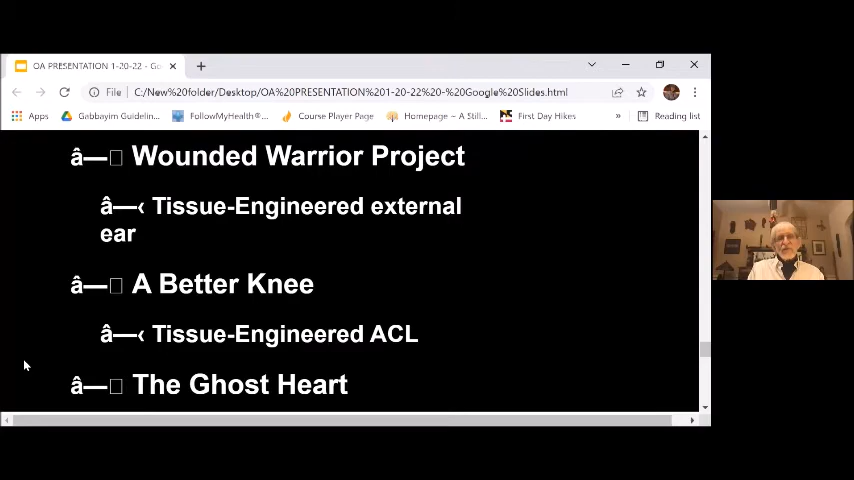 OA PRESENTATION 1-20-22 - Go
File C:/New%20folder/Desktop/OA%20PRESENTATION%201-20-22%20-%20Google%20Slides.html
Apps Gabbayim Guidelin... FollowMyHealth®... Course Player Page Homepage – A Still... First Day Hikes » Reading list
â—□ Wounded Warrior Project
â—‹ Tissue-Engineered external
ear
â—□ A Better Knee
â—‹ Tissue-Engineered ACL
â—□ The Ghost Heart